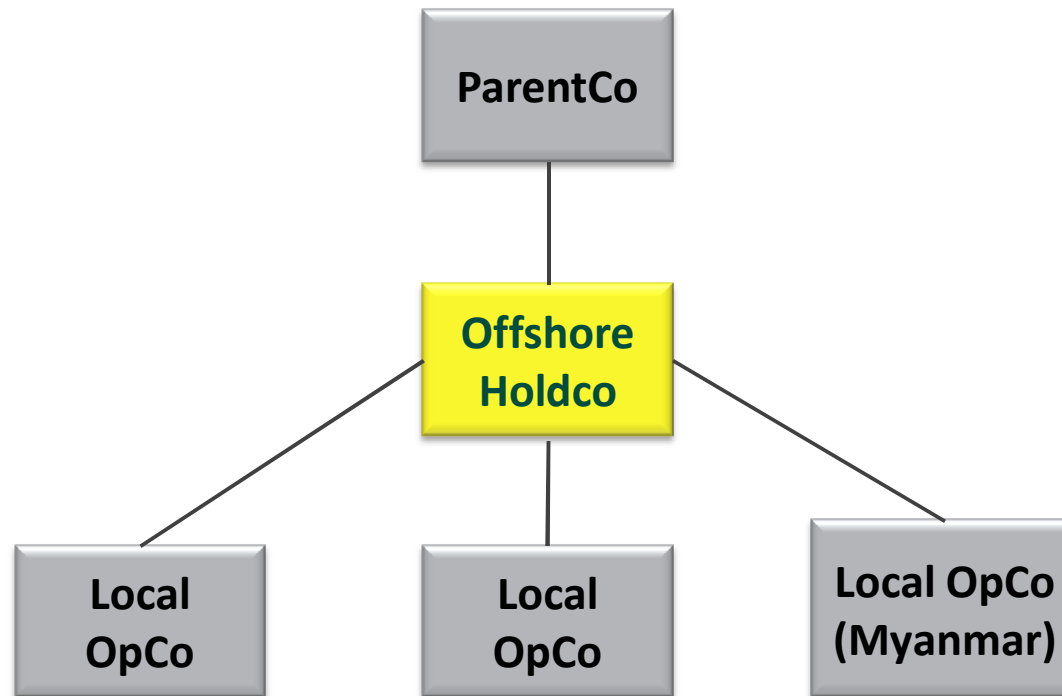 ParentCo
Offshore
Holdco
Local
OpCo
Local
OpCo
Local OpCo
(Myanmar)